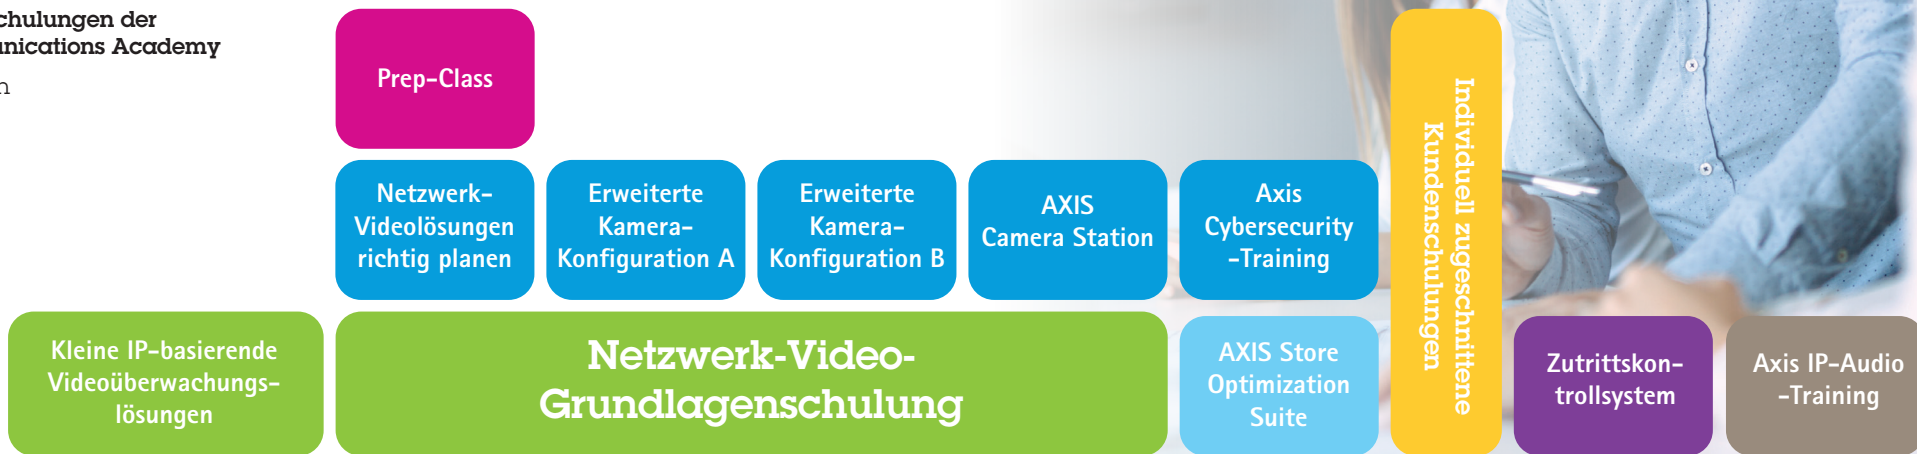 chulungen der
unications Academy
n
Prep-Class
Netzwerk-
Videolösungen
richtig planen
Erweiterte
Kamera-
Konfiguration A
Erweiterte
Kamera-
Konfiguration B
AXIS
Camera Station
Axis
Cybersecurity
-Training
Individuell zugeschnittene
Kundenschulungen
Kleine IP-basierende
Videoüberwachungs-
lösungen
Netzwerk-Video-
Grundlagenschulung
AXIS Store
Optimization
Suite
Zutrittskon-
trollsystem
Axis IP-Audio
-Training